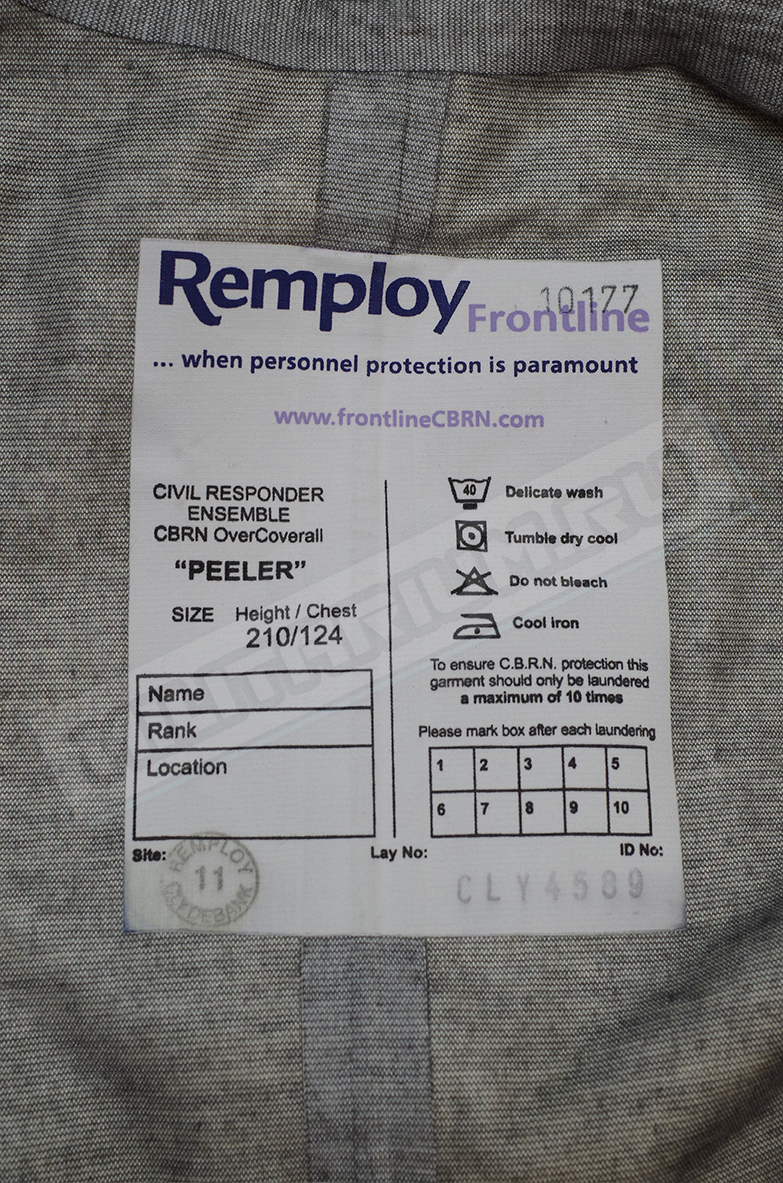 Remploy
10177
Frontline
... when personnel protection is paramount
www.frontlineCBRN.com
CIVIL RESPONDER
ENSEMBLE
CBRN OverCoverall
“PEELER”
SIZE Height / Chest
210/124
Name
Rank
Location
40 Delicate wash
Tumble dry cool
Do not bleach
Cool iron
To ensure C.B.R.N. protection this
garment should only be laundered
a maximum of 10 times
Please mark box after each laundering
1 2 3 4 5
6 7 8 9 10
Site: Lay No: ID No:
REMPLOY
11
CLYDEBANK
CLY4589